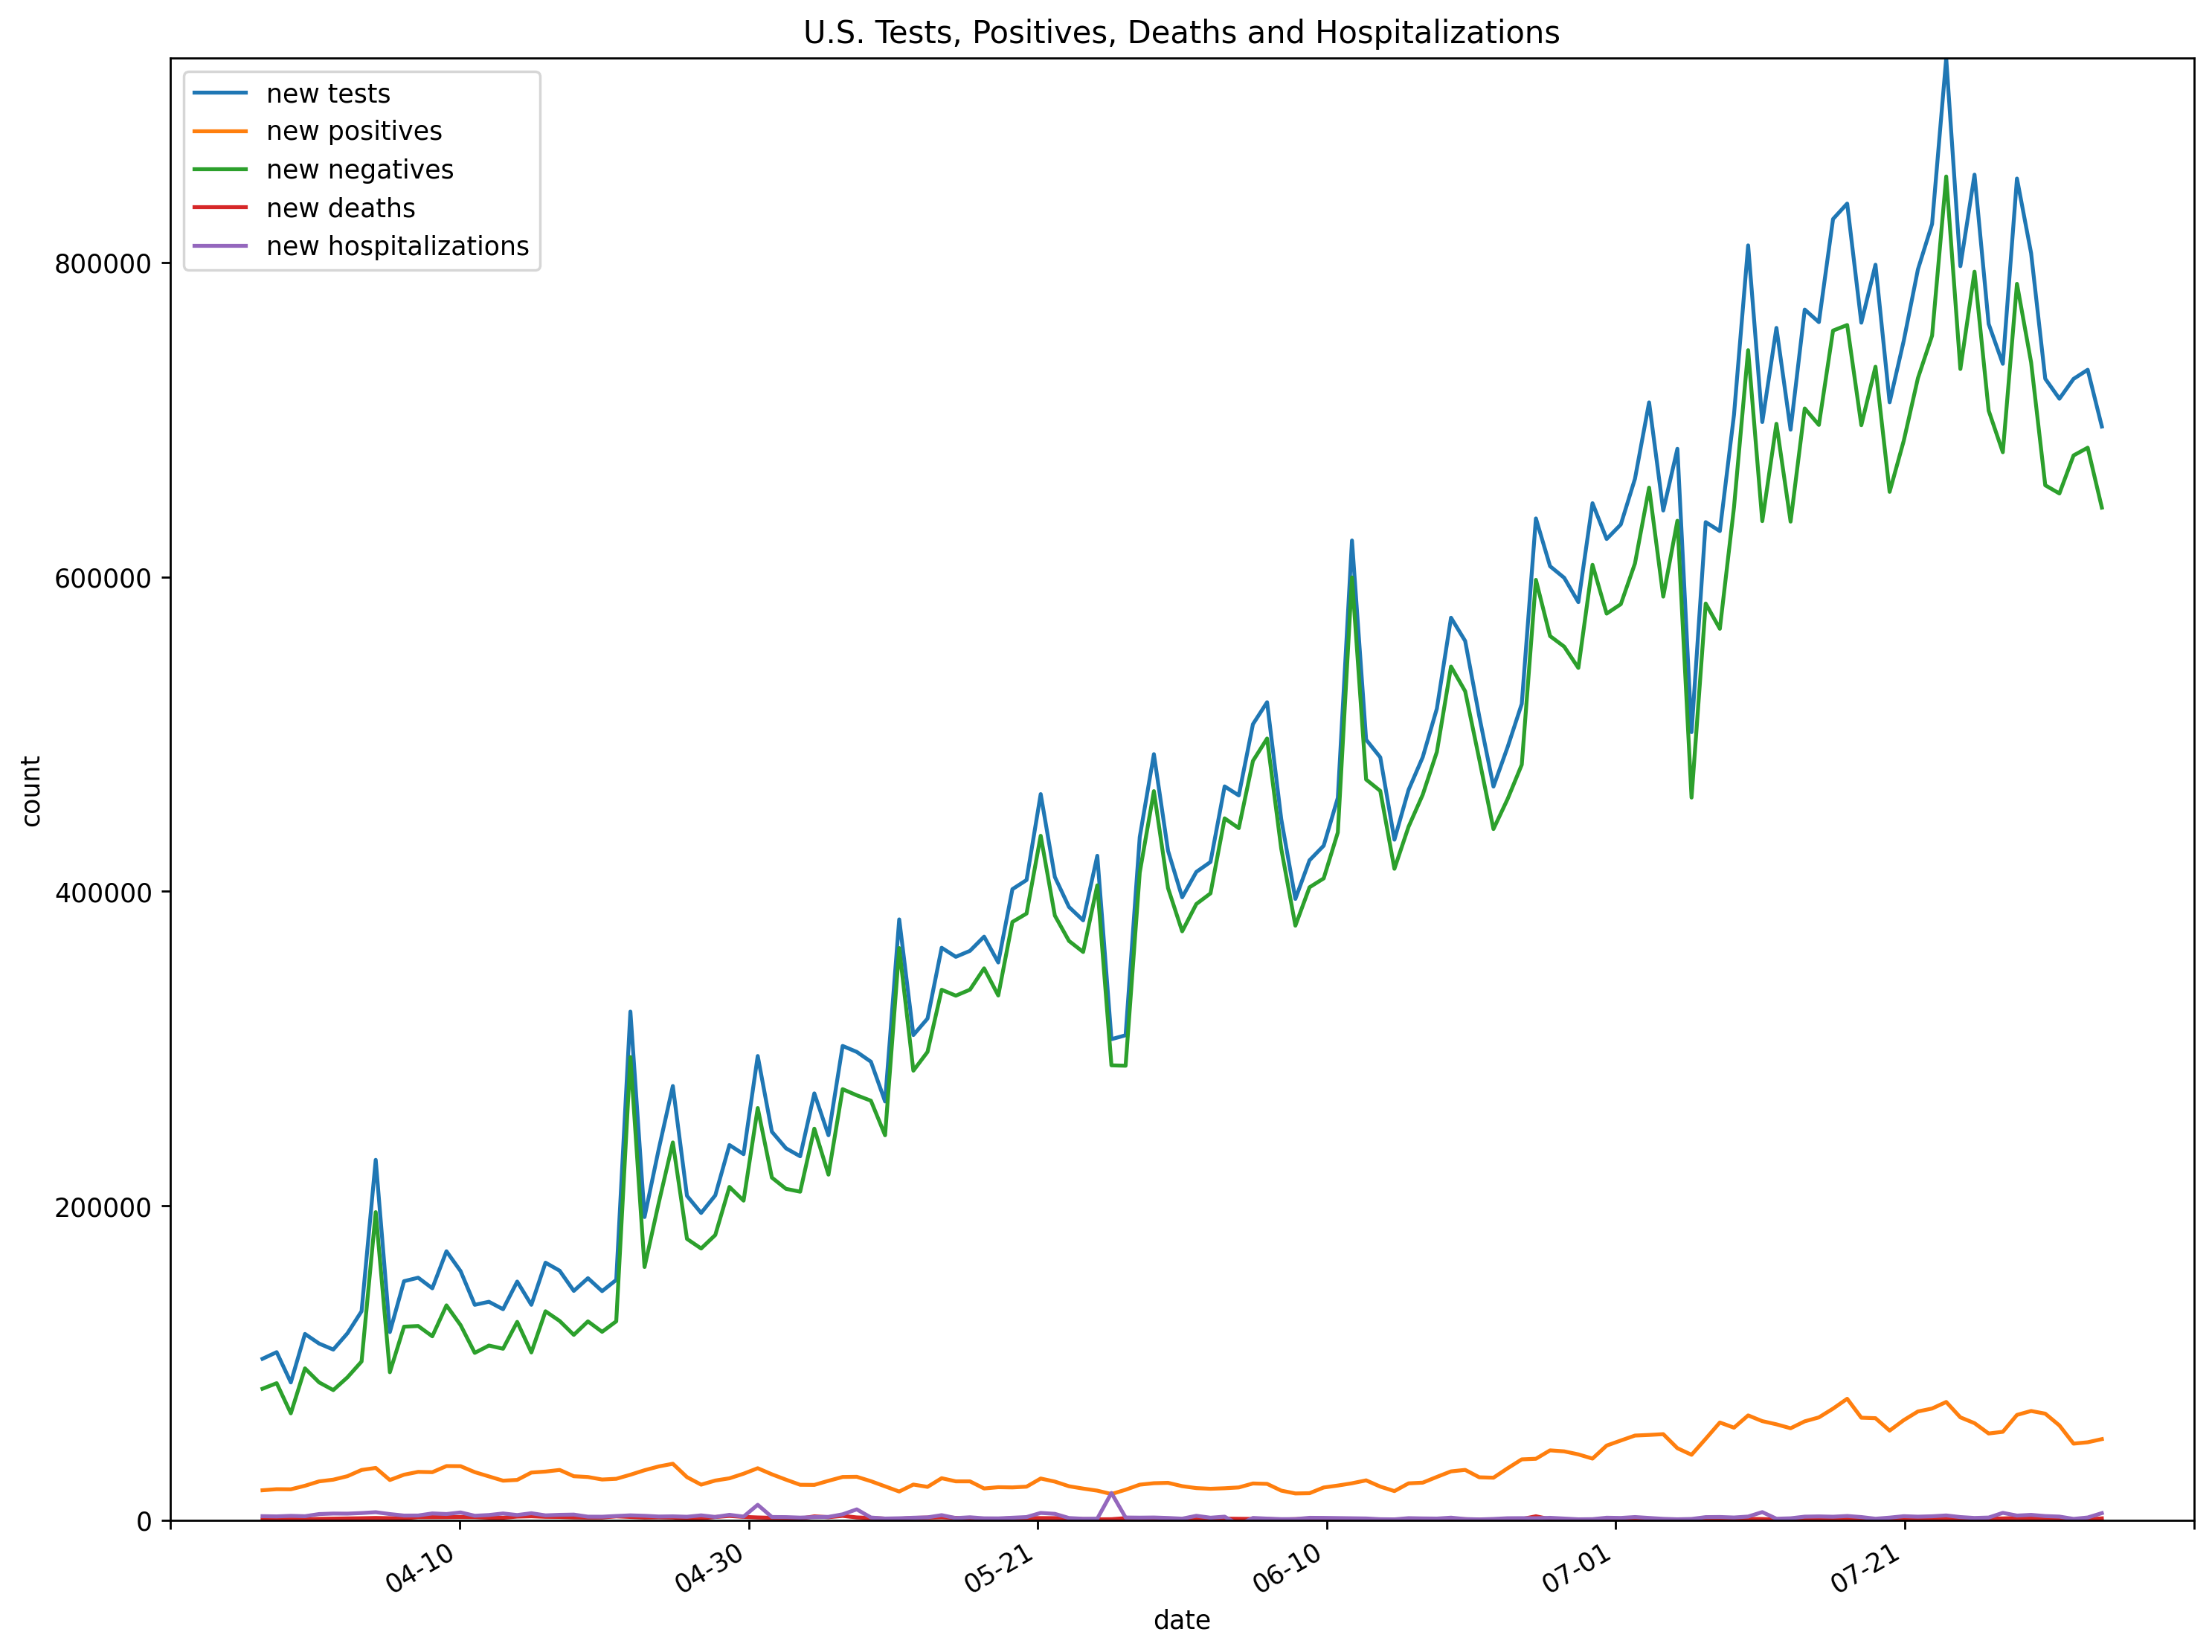 U.S. Tests, Positives, Deaths and Hospitalizations
new tests
new positives
new negatives
new deaths
new hospitalizations
800000
600000
400000
200000
0
count
04-10
04-30
05-21
06-10
07-01
07-21
date